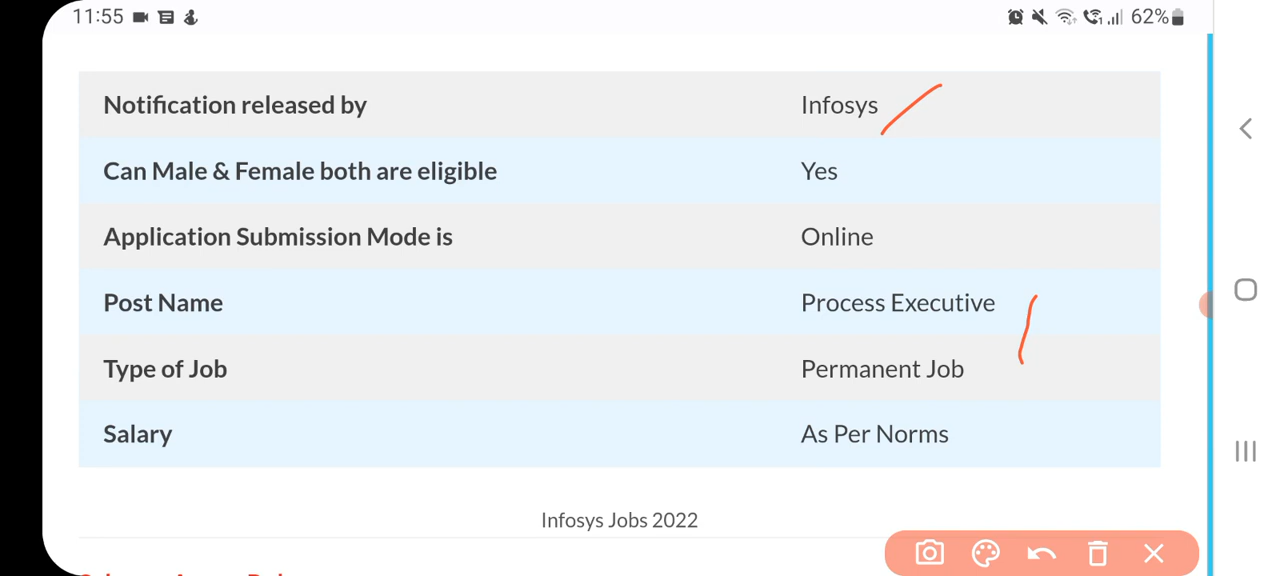 11:55 62%
Notification released by Infosys
Can Male & Female both are eligible Yes
Application Submission Mode is Online
Post Name Process Executive
Type of Job Permanent Job
Salary As Per Norms
Infosys Jobs 2022